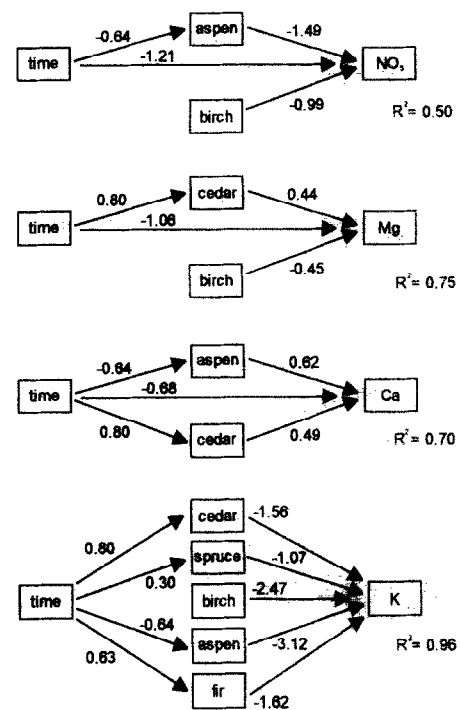 -0.64 aspen -1.49
time -1.21 NO₃
birch -0.99
R²= 0.50
0.80 cedar 0.44
time -1.06 Mg
birch -0.45
R²= 0.75
-0.64 aspen 0.62
time -0.68 Ca
0.80 cedar 0.49
R²= 0.70
cedar -1.56
0.80 spruce -1.07
0.30 birch -2.47
time K
-0.64 aspen -3.12
R²= 0.96
0.63 fir -1.62